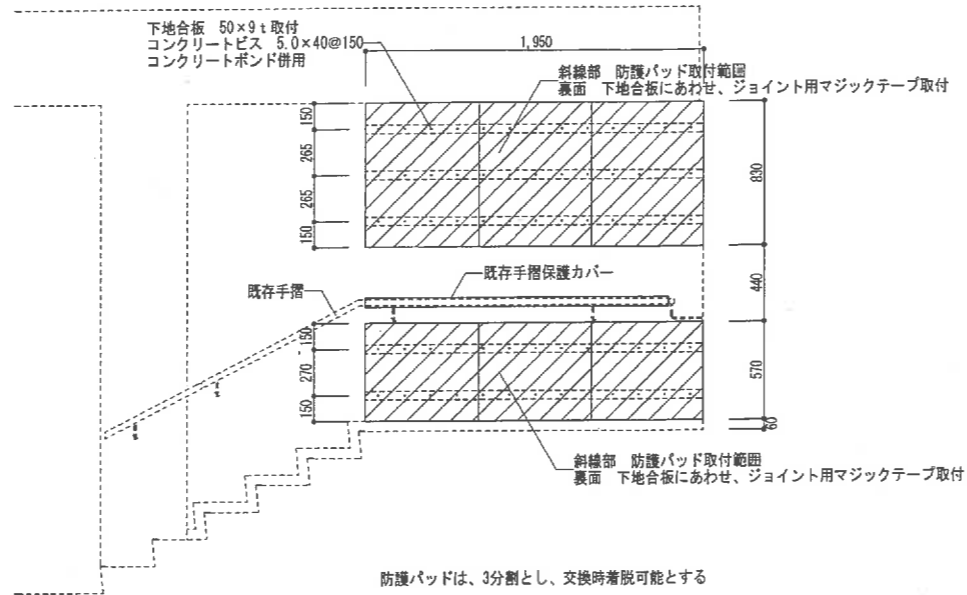 下地合板 50×9t取付
コンクリートビス 5.0×40@150
コンクリートボンド併用
1,950
斜線部 防護パッド取付範囲
裏面 下地合板にあわせ、ジョイント用マジックテープ取付
150
265
265
150
830
既存手摺保護カバー
既存手摺
440
150
270
150
570
60
斜線部 防護パッド取付範囲
裏面 下地合板にあわせ、ジョイント用マジックテープ取付
防護パッドは、3分割とし、交換時着脱可能とする